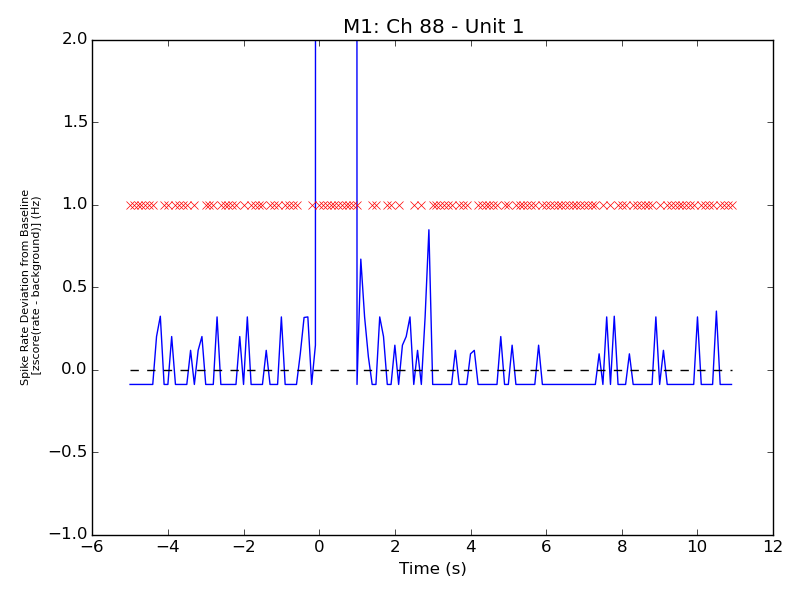 M1: Ch 88 - Unit 1
2.0
1.5
1.0
0.5
0.0
−0.5
−1.0
Spike Rate Deviation from Baseline
[zscore(rate - background)] (Hz)
−6 −4 −2 0 2 4 6 8 10 12
Time (s)